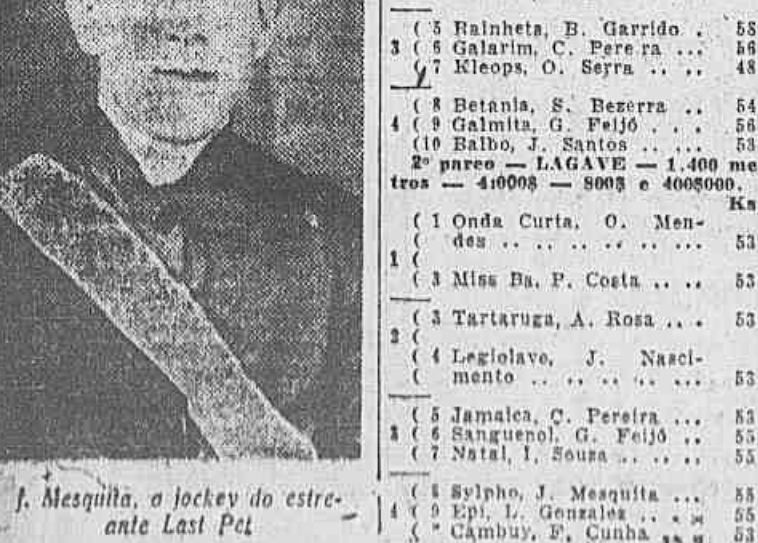 J. Mesquita, o jockey do estre-
ante Last Pet
( 5 Rainheta, B. Garrido . 58
3 ( 6 Galarim, C. Pere ra ... 56
( 7 Kleops, O. Serra .. .. 48
( 8 Betania, S. Bezerra .. 54
4 ( 9 Galmita, G. Feijó . . . 56
(10 Balbo, J. Santos .. .. 53
2º pareo — LAGAVE — 1.400 me
tros — 4:000$ — 800$ e 400$000.
Ks
( 1 Onda Curta, O. Men-
( des .. .. .. .. .. ... 53
1 (
( 3 Miss Ba, P. Costa .. .. 53
( 3 Tartaruga, A. Rosa .. . 53
2 (
( 4 Legiolave, J. Nasci-
( mento .. .. .. .. ... 53
( 5 Jamaica, C. Pereira ... 53
3 ( 6 Sanguenol, G. Feijó .. 55
( 7 Natal, I. Souza .. .. .. 55
( 8 Sylpho, J. Mesquita ... 55
4 ( 9 Epi, L. Gonzalez .. .. 55
( " Cambuy, F. Cunha .. .. 53